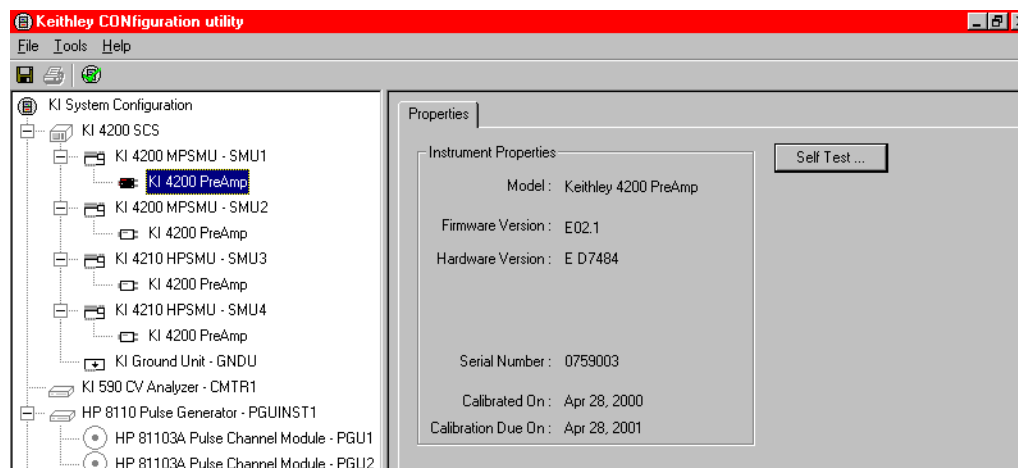 Keithley CONfiguration utility
File Tools Help
KI System Configuration
KI 4200 SCS
KI 4200 MPSMU - SMU1
KI 4200 PreAmp
KI 4200 MPSMU - SMU2
KI 4200 PreAmp
KI 4210 HPSMU - SMU3
KI 4200 PreAmp
KI 4210 HPSMU - SMU4
KI 4200 PreAmp
KI Ground Unit - GNDU
KI 590 CV Analyzer - CMTR1
HP 8110 Pulse Generator - PGUINST1
HP 81103A Pulse Channel Module - PGU1
HP 81103A Pulse Channel Module - PGU2
Properties
Instrument Properties
Model : Keithley 4200 PreAmp
Firmware Version : E02.1
Hardware Version : E D7484
Serial Number : 0759003
Calibrated On : Apr 28, 2000
Calibration Due On : Apr 28, 2001
Self Test ...